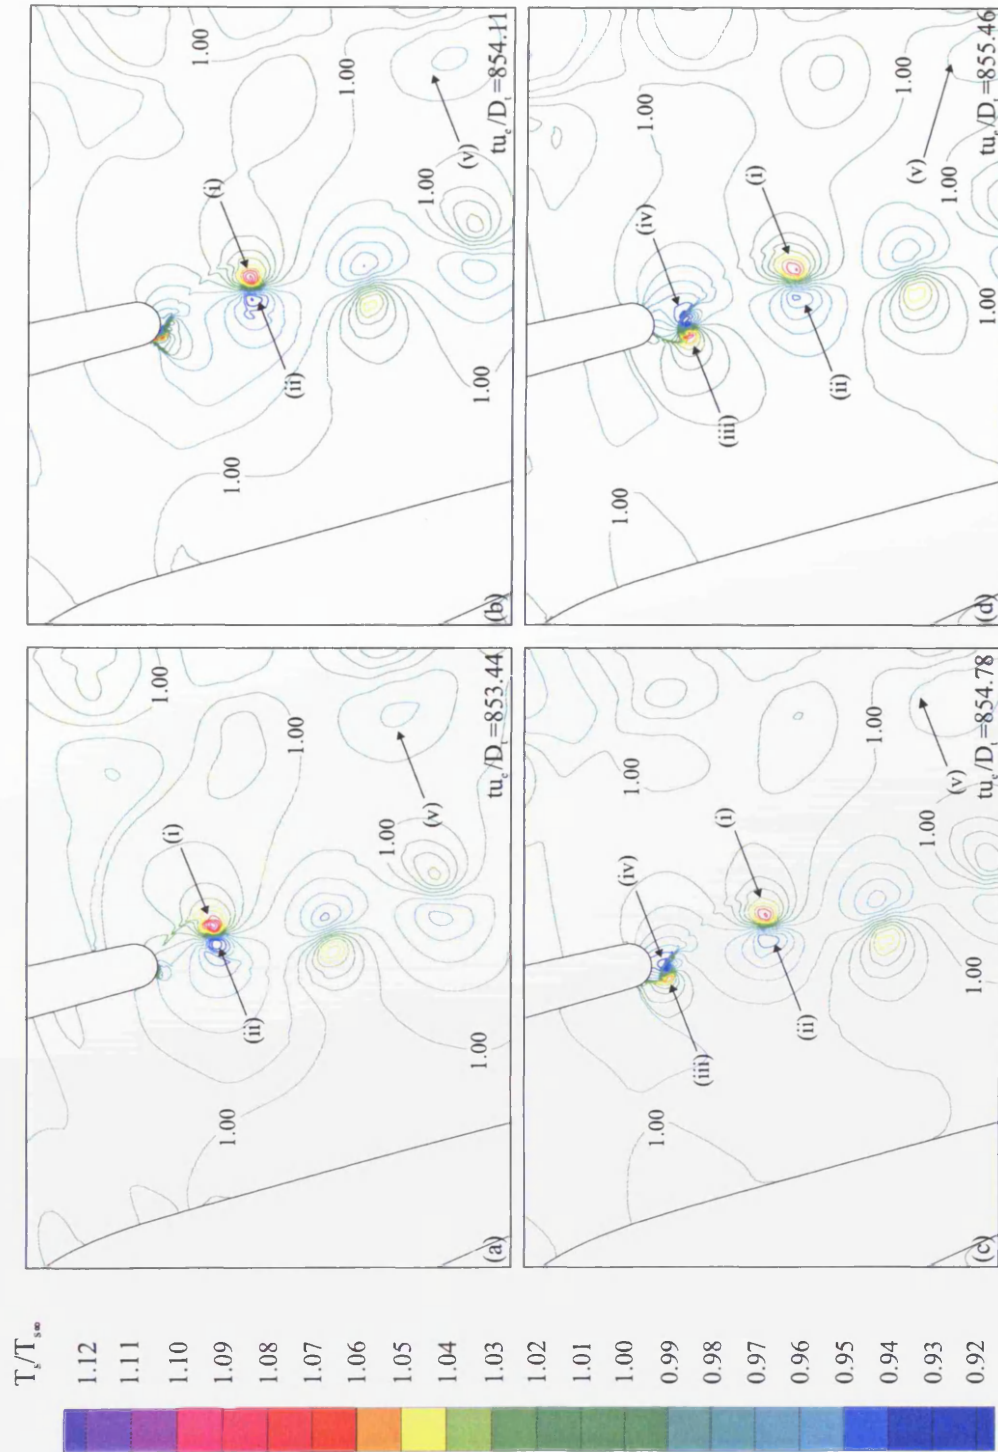 T_s/T_s∞
1.12
1.11
1.10
1.09
1.08
1.07
1.06
1.05
1.04
1.03
1.02
1.01
1.00
0.99
0.98
0.97
0.96
0.95
0.94
0.93
0.92
(a)
1.00
1.00
1.00
1.00
1.00
(i)
(ii)
(v)
tu_e/D_t=853.44
(b)
1.00
1.00
1.00
1.00
1.00
(i)
(ii)
(v)
tu_e/D_t=854.11
(c)
1.00
1.00
1.00
1.00
1.00
(i)
(ii)
(iii)
(iv)
(v)
tu_e/D_t=854.78
(d)
1.00
1.00
1.00
1.00
1.00
(i)
(ii)
(iii)
(iv)
(v)
tu_e/D_t=855.46